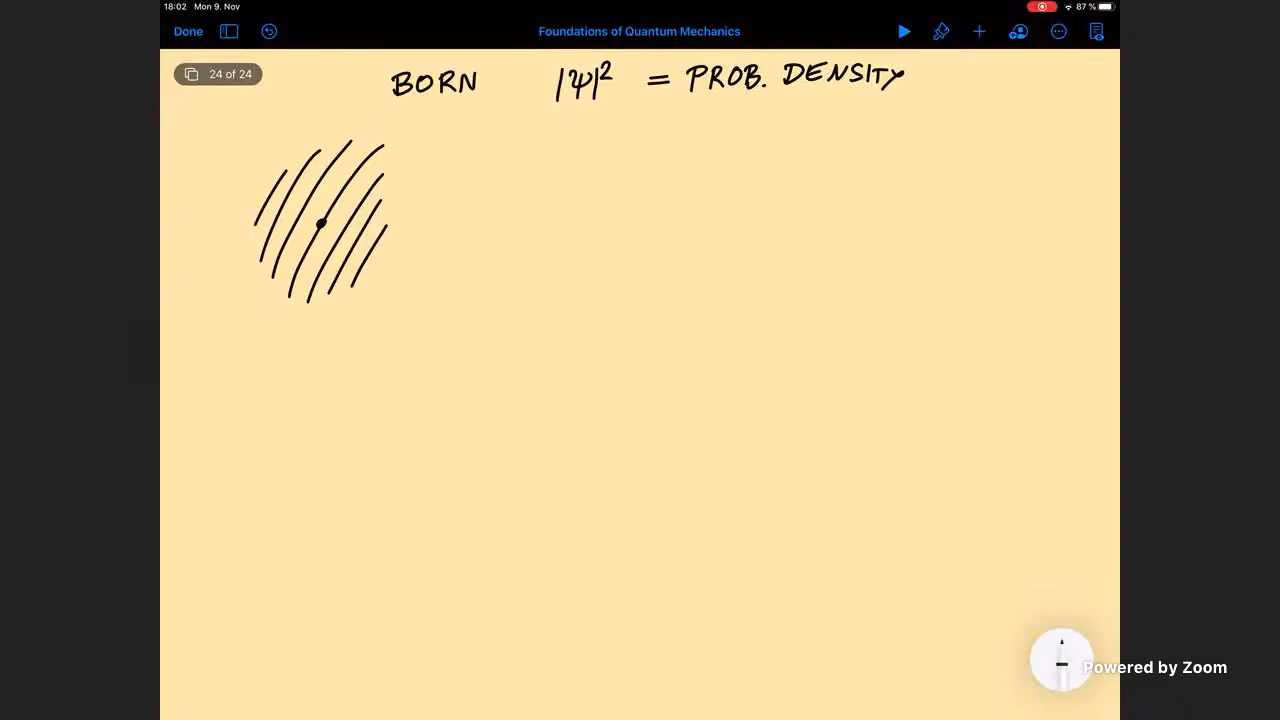 18:02 Mon 9. Nov 87 %
Done Foundations of Quantum Mechanics
24 of 24
BORN |Ψ|² = PROB. DENSITY
Powered by Zoom